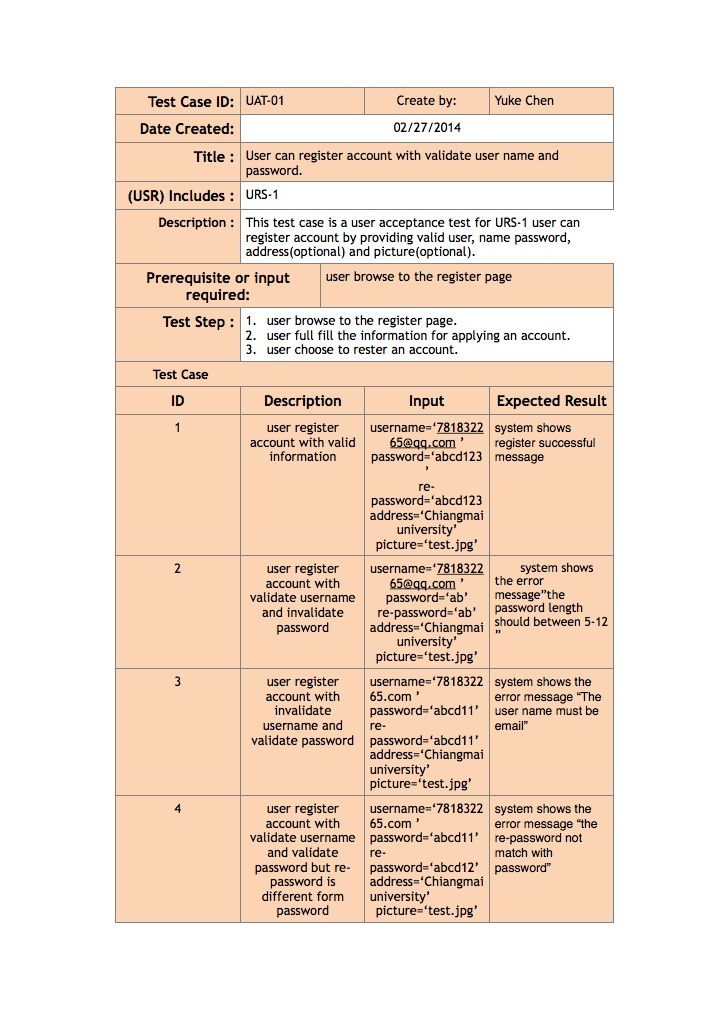 Test Case ID: UAT-01 Create by: Yuke Chen
Date Created: 02/27/2014
Title : User can register account with validate user name and
password.
(USR) Includes : URS-1
Description : This test case is a user acceptance test for URS-1 user can
register account by providing valid user, name password,
address(optional) and picture(optional).
Prerequisite or input
required:
user browse to the register page
Test Step : 1. user browse to the register page.
2. user full fill the information for applying an account.
3. user choose to rester an account.
Test Case
ID Description Input Expected Result
1
user register
account with valid
information
username=‘7818322
65@qq.com ’
password=‘abcd123
’
re-
password=‘abcd123
address=‘Chiangmai
university’
picture=‘test.jpg’
system shows
register successful
message
2
user register
account with
validate username
and invalidate
password
username=‘7818322
65@qq.com ’
password=‘ab’
re-password=‘ab’
address=‘Chiangmai
university’
picture=‘test.jpg’
system shows
the error
message”the
password length
should between 5-12
”
3
user register
account with
invalidate
username and
validate password
username=‘7818322
65.com ’
password=‘abcd11’
re-
password=‘abcd11’
address=‘Chiangmai
university’
picture=‘test.jpg’
system shows the
error message “The
user name must be
email”
4
user register
account with
validate username
and validate
password but re-
password is
different form
password
username=‘7818322
65.com ’
password=‘abcd11’
re-
password=‘abcd12’
address=‘Chiangmai
university’
picture=‘test.jpg’
system shows the
error message “the
re-password not
match with
password”